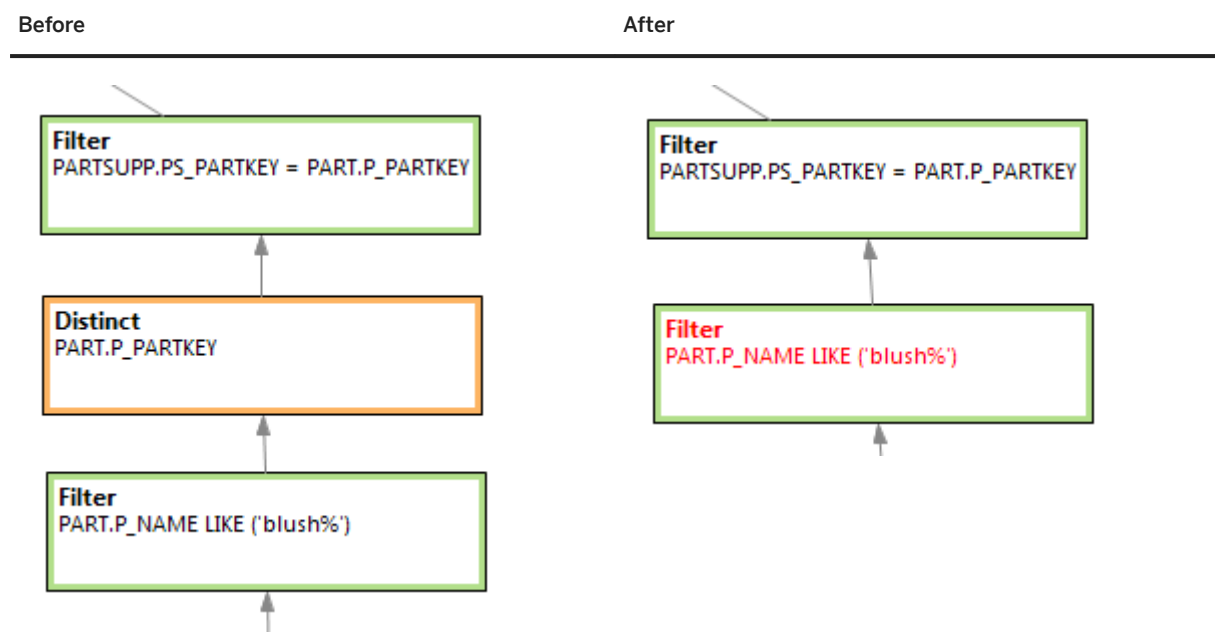 Before
After
Filter
PARTSUPP.PS_PARTKEY = PART.P_PARTKEY
Distinct
PART.P_PARTKEY
Filter
PART.P_NAME LIKE ('blush%')
Filter
PARTSUPP.PS_PARTKEY = PART.P_PARTKEY
Filter
PART.P_NAME LIKE ('blush%')